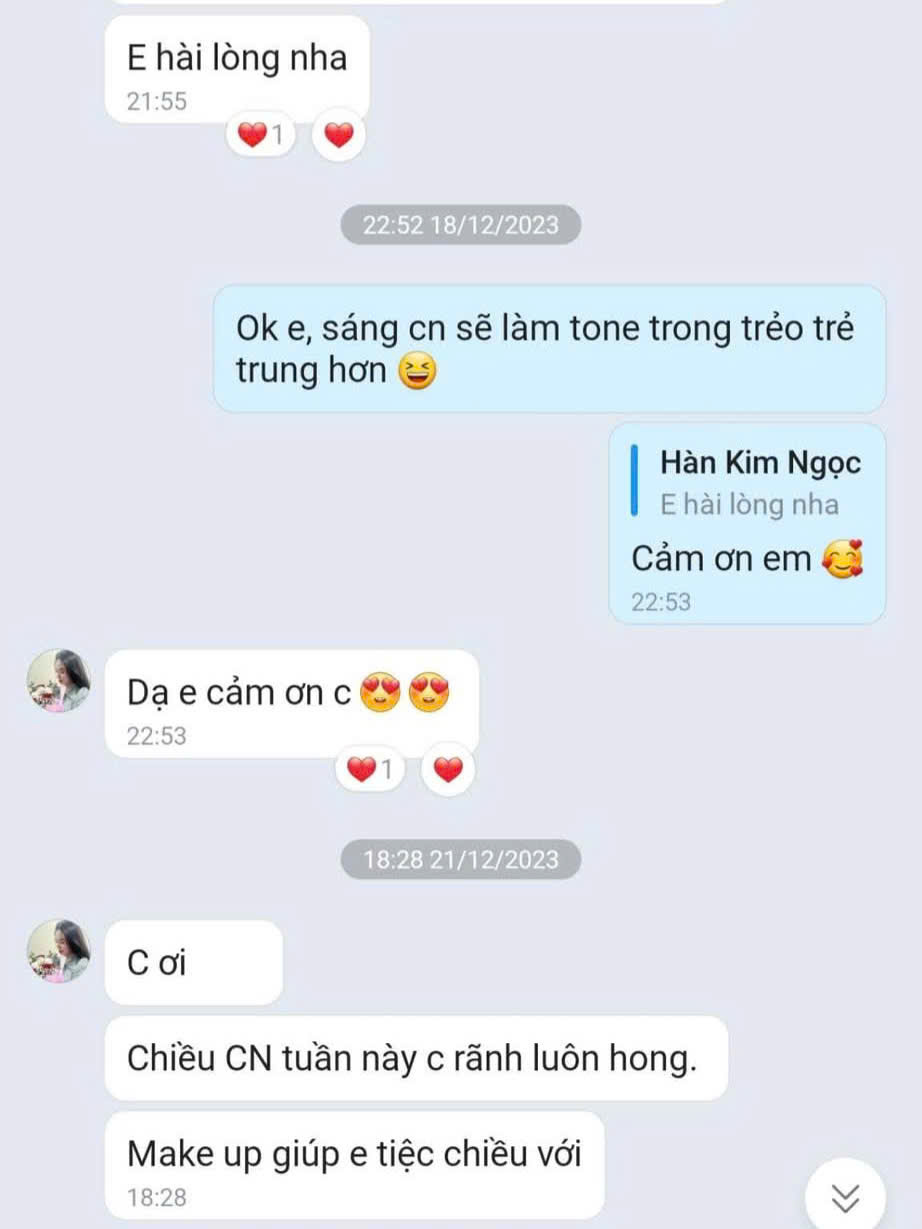 E hài lòng nha
21:55
1
22:52 18/12/2023
Ok e, sáng cn sẽ làm tone trong trẻo trẻ
trung hơn
Hàn Kim Ngọc
E hài lòng nha
Cảm ơn em
22:53
Dạ e cảm ơn c
22:53
1
18:28 21/12/2023
C ơi
Chiều CN tuần này c rãnh luôn hong.
Make up giúp e tiệc chiều với
18:28